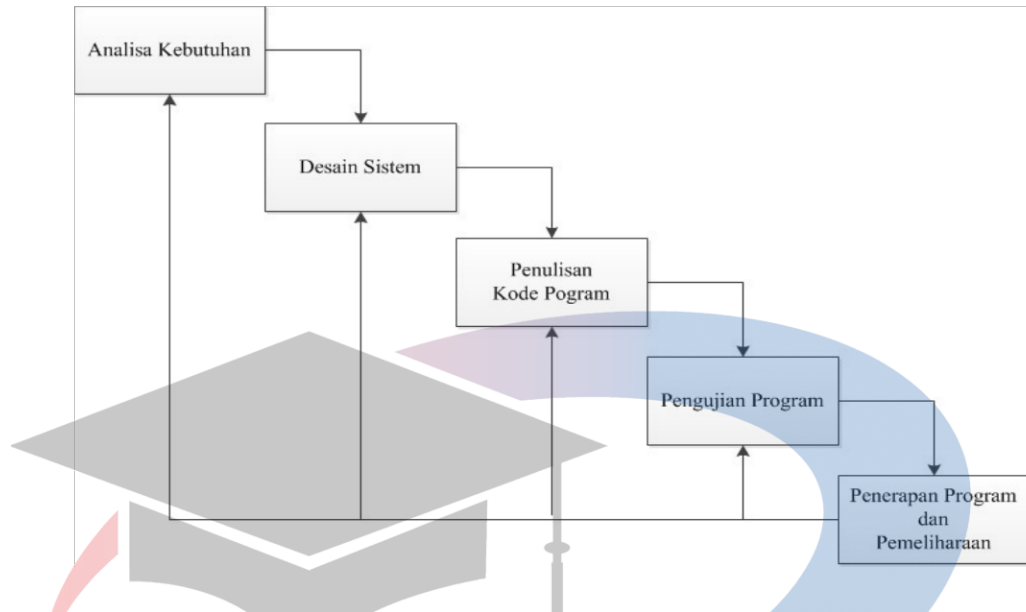 Analisa Kebutuhan
Desain Sistem
Penulisan
Kode Pogram
Pengujian Program
Penerapan Program
dan
Pemeliharaan